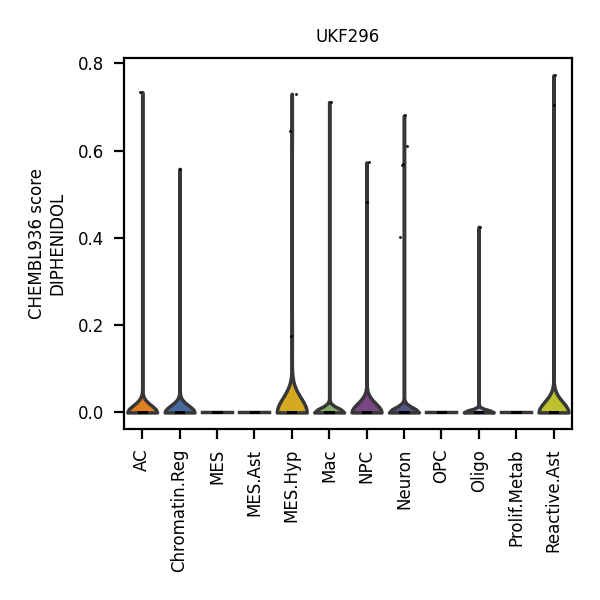 UKF296
CHEMBL936 score
DIPHENIDOL
0.8
0.6
0.4
0.2
0.0
AC
Chromatin.Reg
MES
MES.Ast
MES.Hyp
Mac
NPC
Neuron
OPC
Oligo
Prolif.Metab
Reactive.Ast